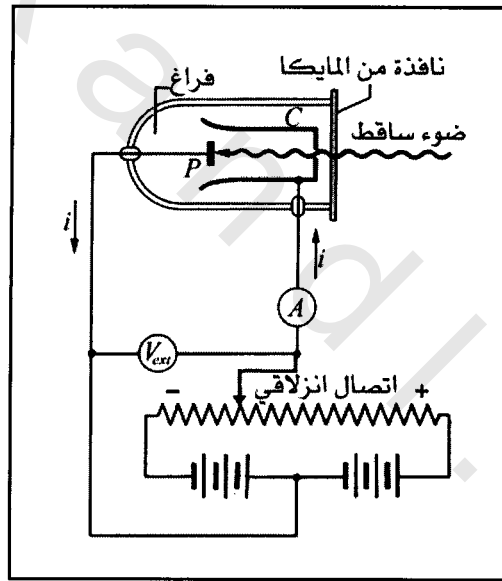 نافذة من المايكا
فراغ
C
ضوء ساقط
P
i
i
A
V_ext
اتصال انزلاقي
- +